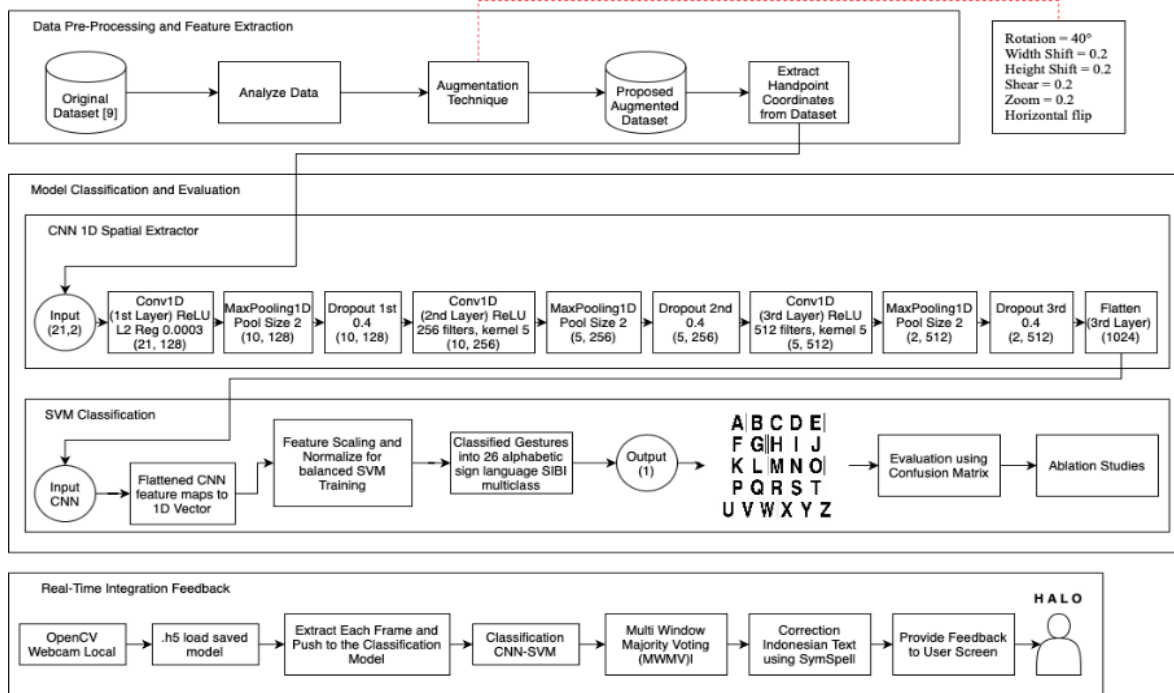 Data Pre-Processing and Feature Extraction
Original
Dataset [9]
Analyze Data
Augmentation
Technique
Proposed
Augmented
Dataset
Extract
Handpoint
Coordinates
from Dataset
Rotation = 40°
Width Shift = 0.2
Height Shift = 0.2
Shear = 0.2
Zoom = 0.2
Horizontal flip
Model Classification and Evaluation
CNN 1D Spatial Extractor
Input
(21,2)
Conv1D
(1st Layer) ReLU
L2 Reg 0.0003
(21, 128)
MaxPooling1D
Pool Size 2
(10, 128)
Dropout 1st
0.4
(10, 128)
Conv1D
(2nd Layer) ReLU
256 filters, kernel 5
(10, 256)
MaxPooling1D
Pool Size 2
(5, 256)
Dropout 2nd
0.4
(5, 256)
Conv1D
(3rd Layer) ReLU
512 filters, kernel 5
(5, 512)
MaxPooling1D
Pool Size 2
(2, 512)
Dropout 3rd
0.4
(2, 512)
Flatten
(3rd Layer)
(1024)
SVM Classification
Input
CNN
Flattened CNN
feature maps to
1D Vector
Feature Scaling and
Normalize for
balanced SVM
Training
Classified Gestures
into 26 alphabetic
sign language SIBI
multiclass
Output
(1)
A B C D E
F G H I J
K L M N O
P Q R S T
U V W X Y Z
Evaluation using
Confusion Matrix
Ablation Studies
Real-Time Integration Feedback
OpenCV
Webcam Local
.h5 load saved
model
Extract Each Frame and
Push to the Classification
Model
Classification
CNN-SVM
Multi Window
Majority Voting
(MWMV)l
Correction
Indonesian Text
using SymSpell
Provide Feedback
to User Screen
H A L O